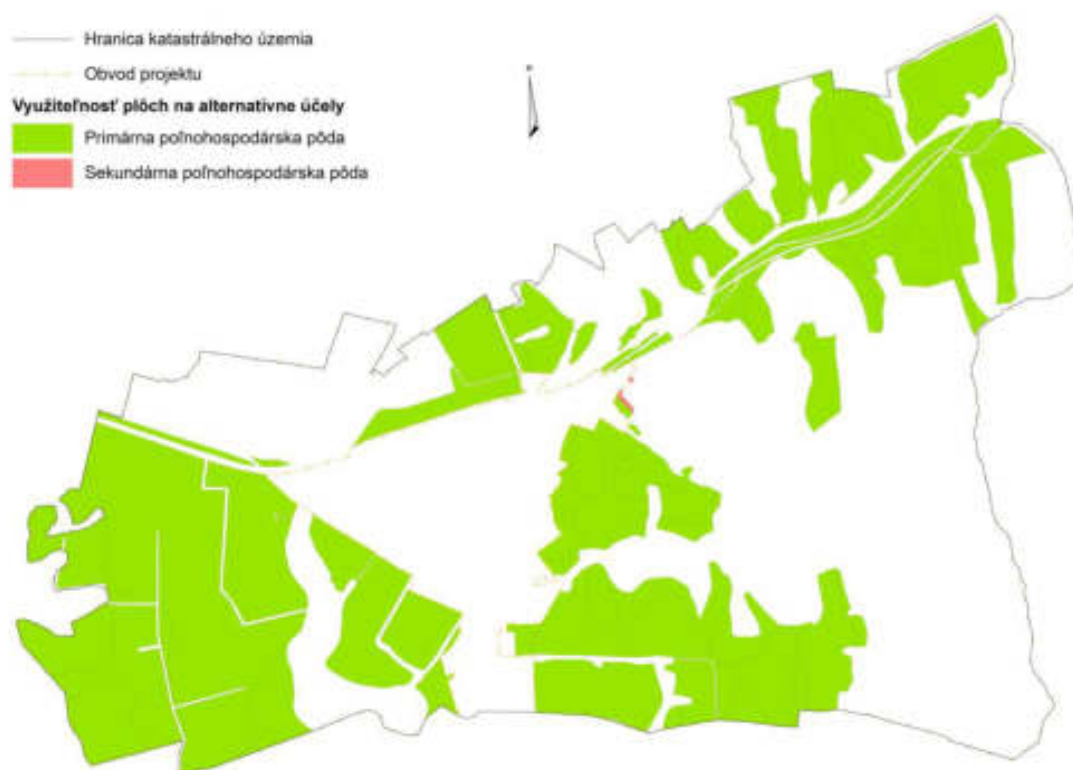 Hranica katastrálneho územia
Obvod projektu
Využiteľnosť plôch na alternatívne účely
Primárna poľnohospodárska pôda
Sekundárna poľnohospodárska pôda